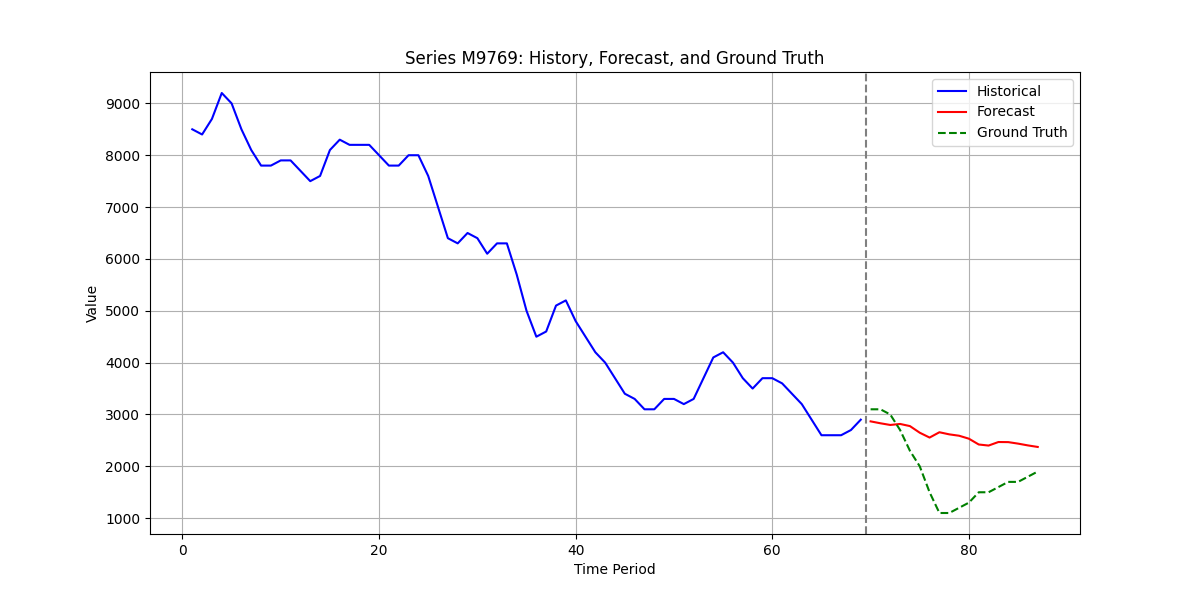 Series M9769: History, Forecast, and Ground Truth
Historical
Forecast
Ground Truth
Value
9000
8000
7000
6000
5000
4000
3000
2000
1000
0
20
40
60
80
Time Period